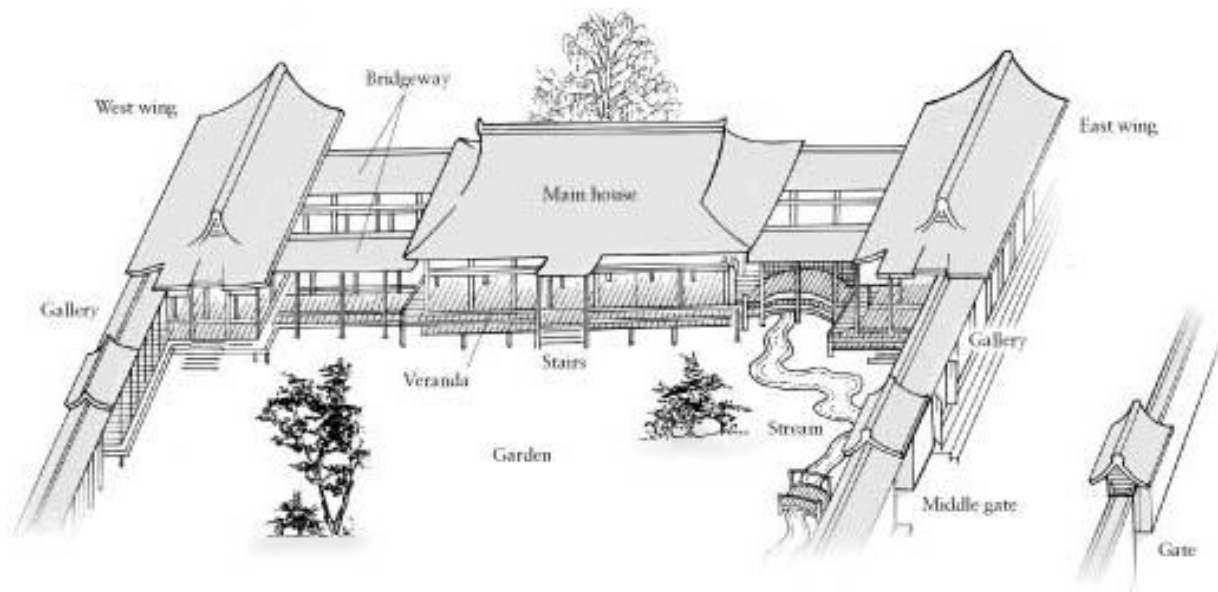 Bridgeway
West wing
East wing
Main house
Gallery
Gallery
Stairs
Veranda
Stream
Garden
Middle gate
Gate